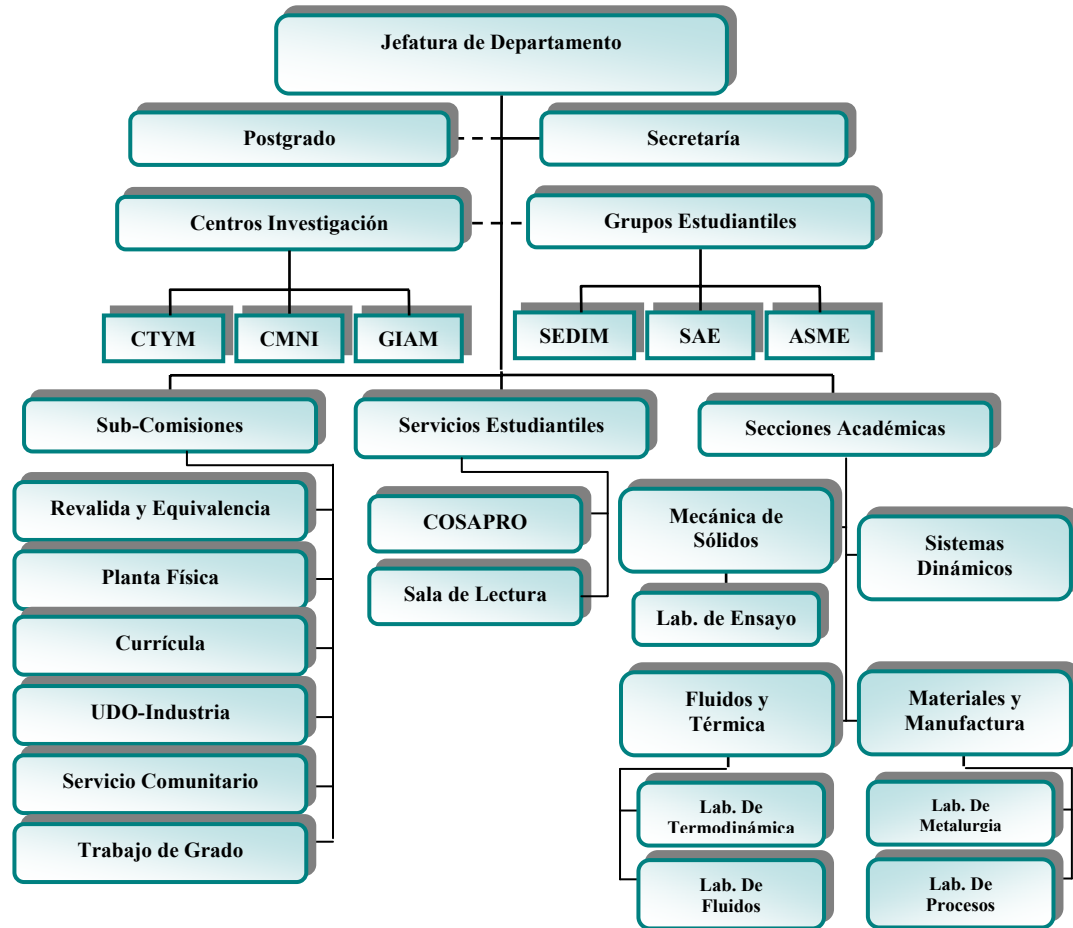 Jefatura de Departamento
Postgrado
Secretaría
Centros Investigación
Grupos Estudiantiles
CTYM
CMNI
GIAM
SEDIM
SAE
ASME
Sub-Comisiones
Servicios Estudiantiles
Secciones Académicas
Revalida y Equivalencia
Planta Física
Currícula
UDO-Industria
Servicio Comunitario
Trabajo de Grado
COSAPRO
Sala de Lectura
Mecánica de
Sólidos
Lab. de Ensayo
Sistemas
Dinámicos
Fluidos y
Térmica
Lab. De
Termodinámica
Lab. De
Fluidos
Materiales y
Manufactura
Lab. De
Metalurgia
Lab. De
Procesos